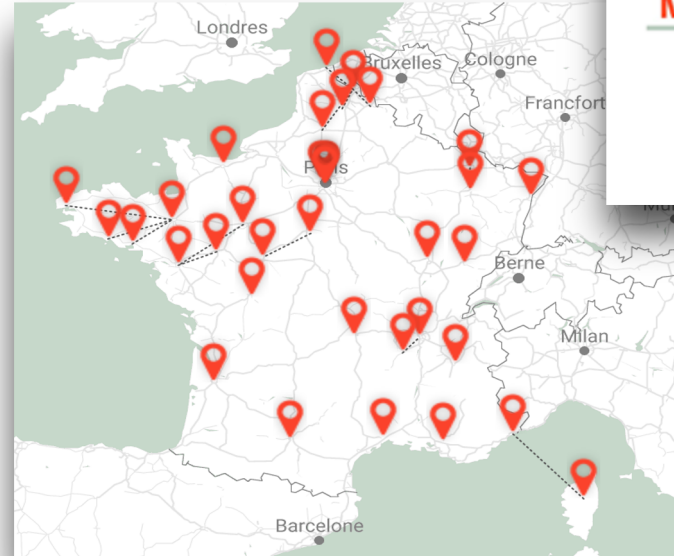 Londres
Bruxelles
Cologne
Francfort
Paris
Berne
Milan
Barcelone